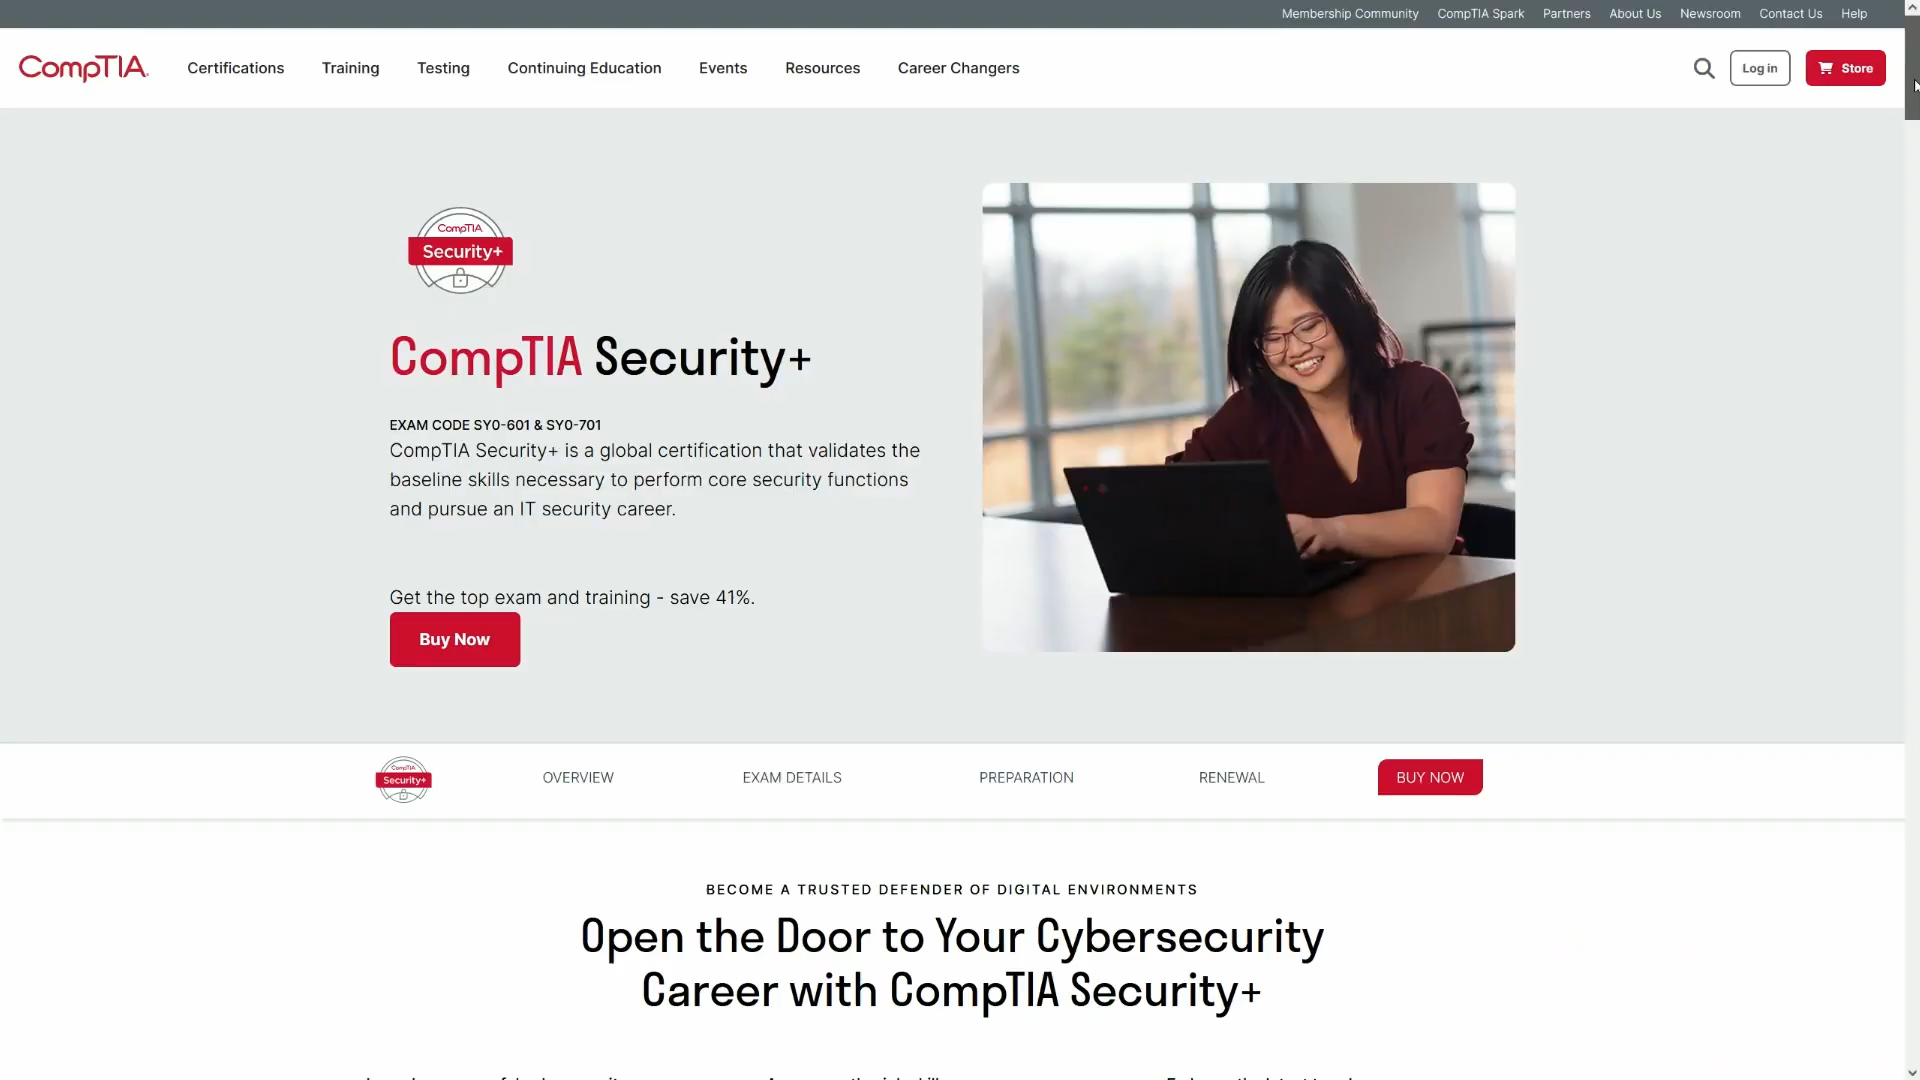 Membership Community CompTIA Spark Partners About Us Newsroom Contact Us Help
CompTIA. Certifications Training Testing Continuing Education Events Resources Career Changers Log in Store
CompTIA
Security+
CompTIA Security+
EXAM CODE SY0-601 & SY0-701
CompTIA Security+ is a global certification that validates the
baseline skills necessary to perform core security functions
and pursue an IT security career.
Get the top exam and training - save 41%.
Buy Now
CompTIA
Security+
OVERVIEW EXAM DETAILS PREPARATION RENEWAL BUY NOW
BECOME A TRUSTED DEFENDER OF DIGITAL ENVIRONMENTS
Open the Door to Your Cybersecurity
Career with CompTIA Security+